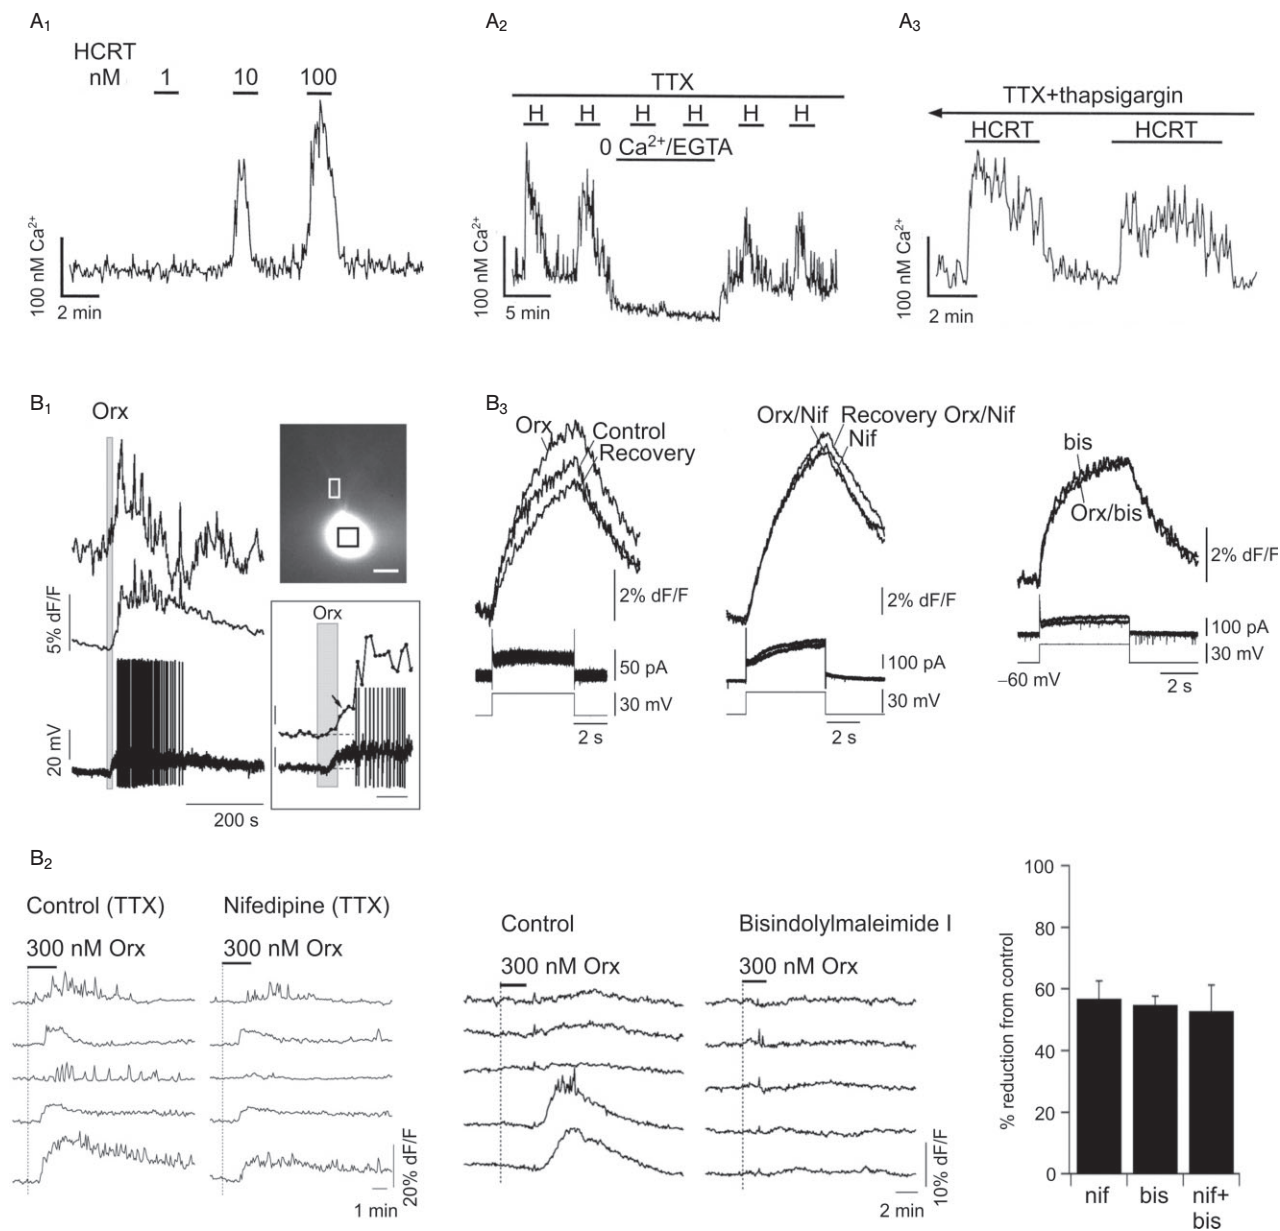 A1
A2
A3
HCRT
nM
1
10
100
100 nM Ca2+
2 min
TTX
H
H
H
H
H
H
0 Ca2+/EGTA
100 nM Ca2+
5 min
TTX+thapsigargin
HCRT
HCRT
100 nM Ca2+
2 min
B1
Orx
5% dF/F
20 mV
200 s
Orx
B3
Orx
Control
Recovery
2% dF/F
50 pA
30 mV
2 s
Orx/Nif
Recovery Orx/Nif
Nif
2% dF/F
100 pA
30 mV
2 s
bis
Orx/bis
2% dF/F
100 pA
30 mV
–60 mV
2 s
B2
Control (TTX)
300 nM Orx
Nifedipine (TTX)
300 nM Orx
20% dF/F
1 min
Control
300 nM Orx
Bisindolylmaleimide I
300 nM Orx
10% dF/F
2 min
% reduction from control
100
80
60
40
20
0
nif
bis
nif+
bis